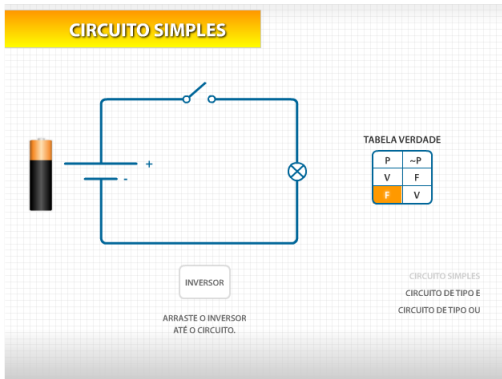 CIRCUITO SIMPLES
+
-
TABELA VERDADE
P ~P
V F
F V
INVERSOR
ARRASTE O INVERSOR
ATÉ O CIRCUITO.
CIRCUITO SIMPLES
CIRCUITO DE TIPO E
CIRCUITO DE TIPO OU